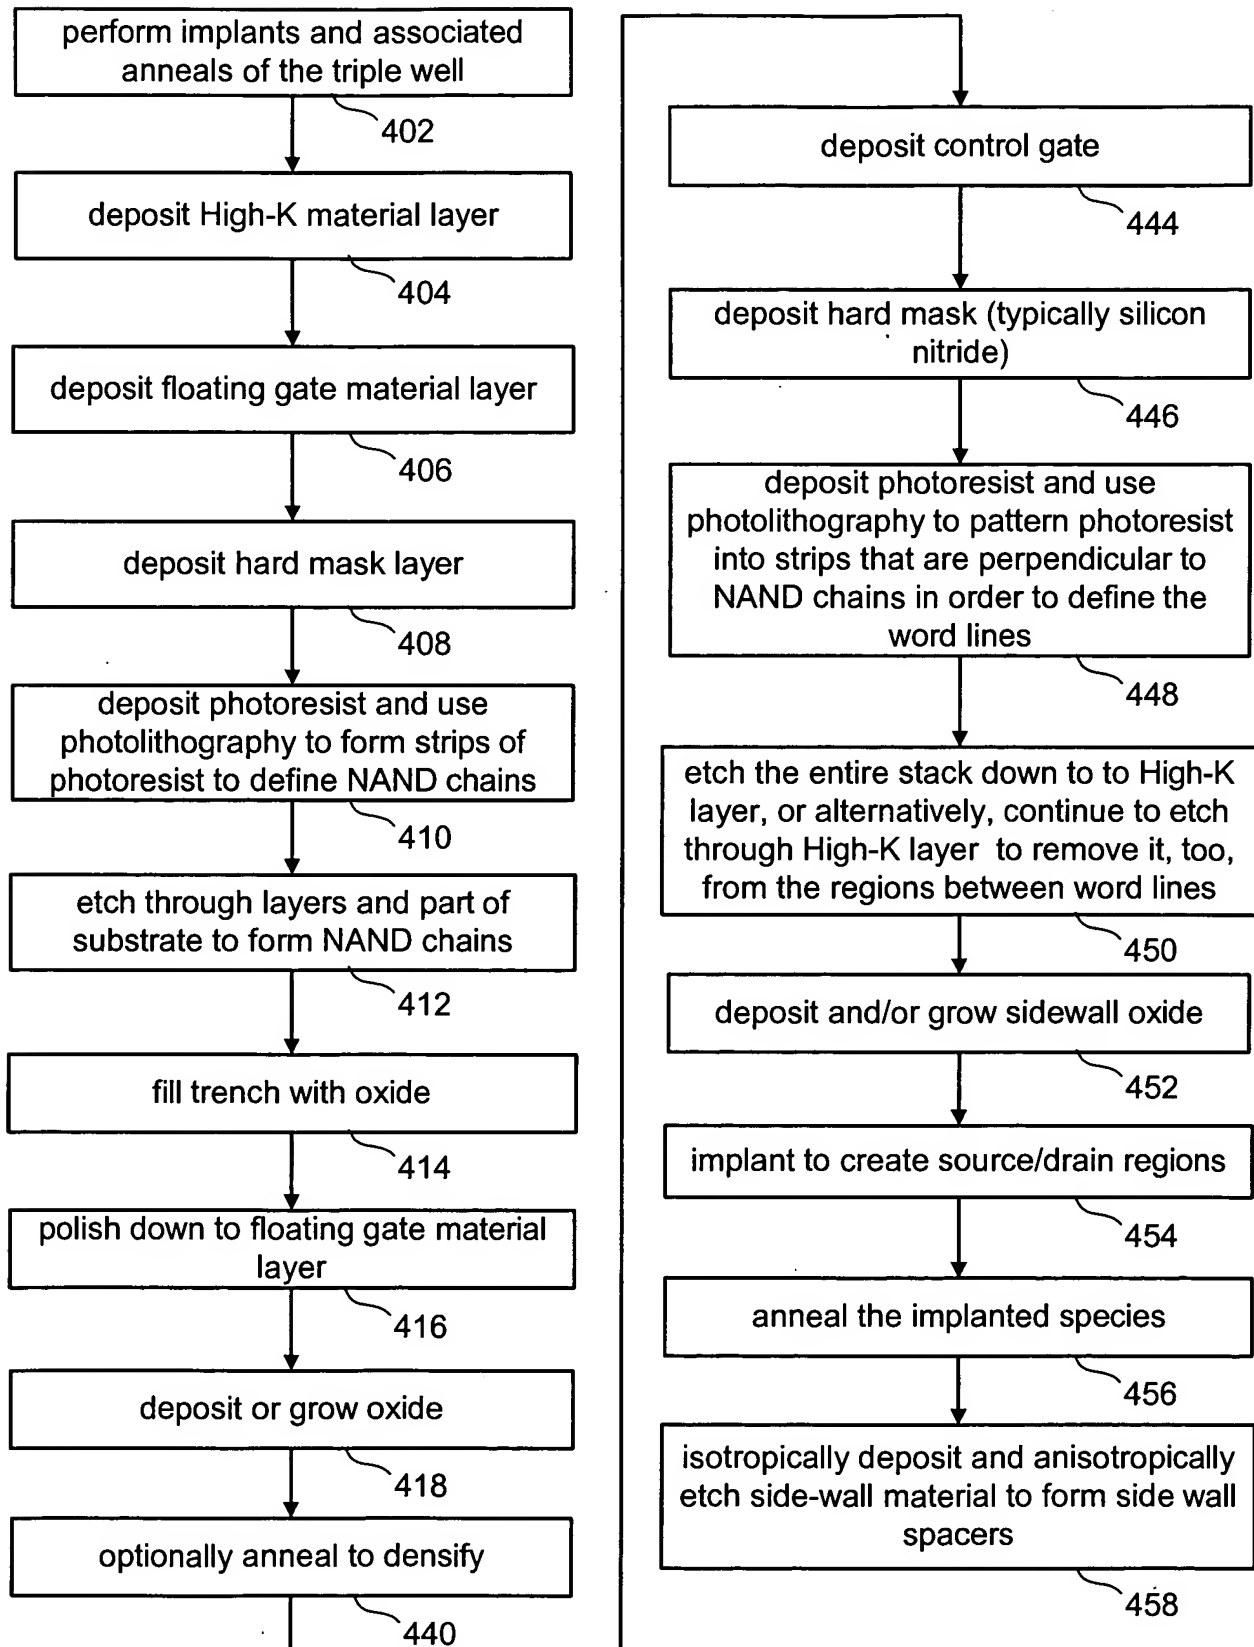 perform implants and associated
anneals of the triple well
402
deposit High-K material layer
404
deposit floating gate material layer
406
deposit hard mask layer
408
deposit photoresist and use
photolithography to form strips of
photoresist to define NAND chains
410
etch through layers and part of
substrate to form NAND chains
412
fill trench with oxide
414
polish down to floating gate material
layer
416
deposit or grow oxide
418
optionally anneal to densify
440
deposit control gate
444
deposit hard mask (typically silicon
nitride)
446
deposit photoresist and use
photolithography to pattern photoresist
into strips that are perpendicular to
NAND chains in order to define the
word lines
448
etch the entire stack down to to High-K
layer, or alternatively, continue to etch
through High-K layer to remove it, too,
from the regions between word lines
450
deposit and/or grow sidewall oxide
452
implant to create source/drain regions
454
anneal the implanted species
456
isotropically deposit and anisotropically
etch side-wall material to form side wall
spacers
458